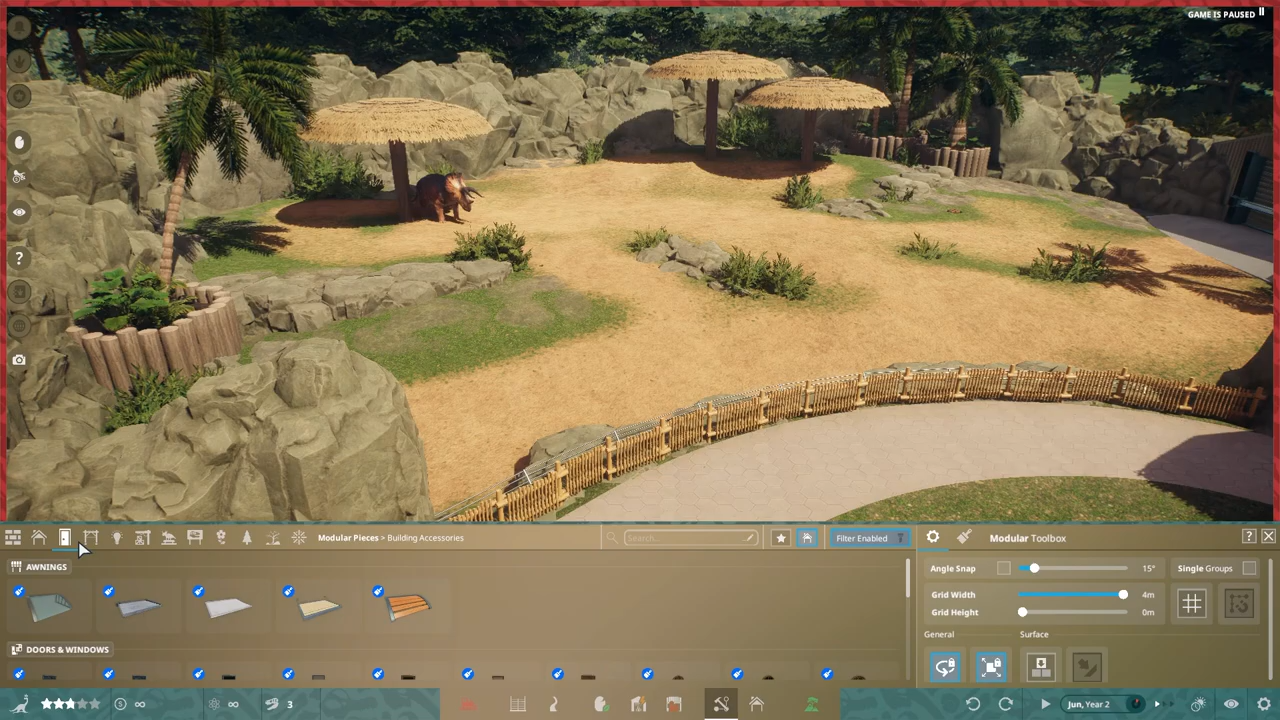 GAME IS PAUSED
Modular Pieces > Building Accessories
Search...
Filter Enabled
Modular Toolbox
AWNINGS
Angle Snap
15°
Single Groups
Grid Width
4m
Grid Height
0m
General
Surface
DOORS & WINDOWS
3
Jun, Year 2